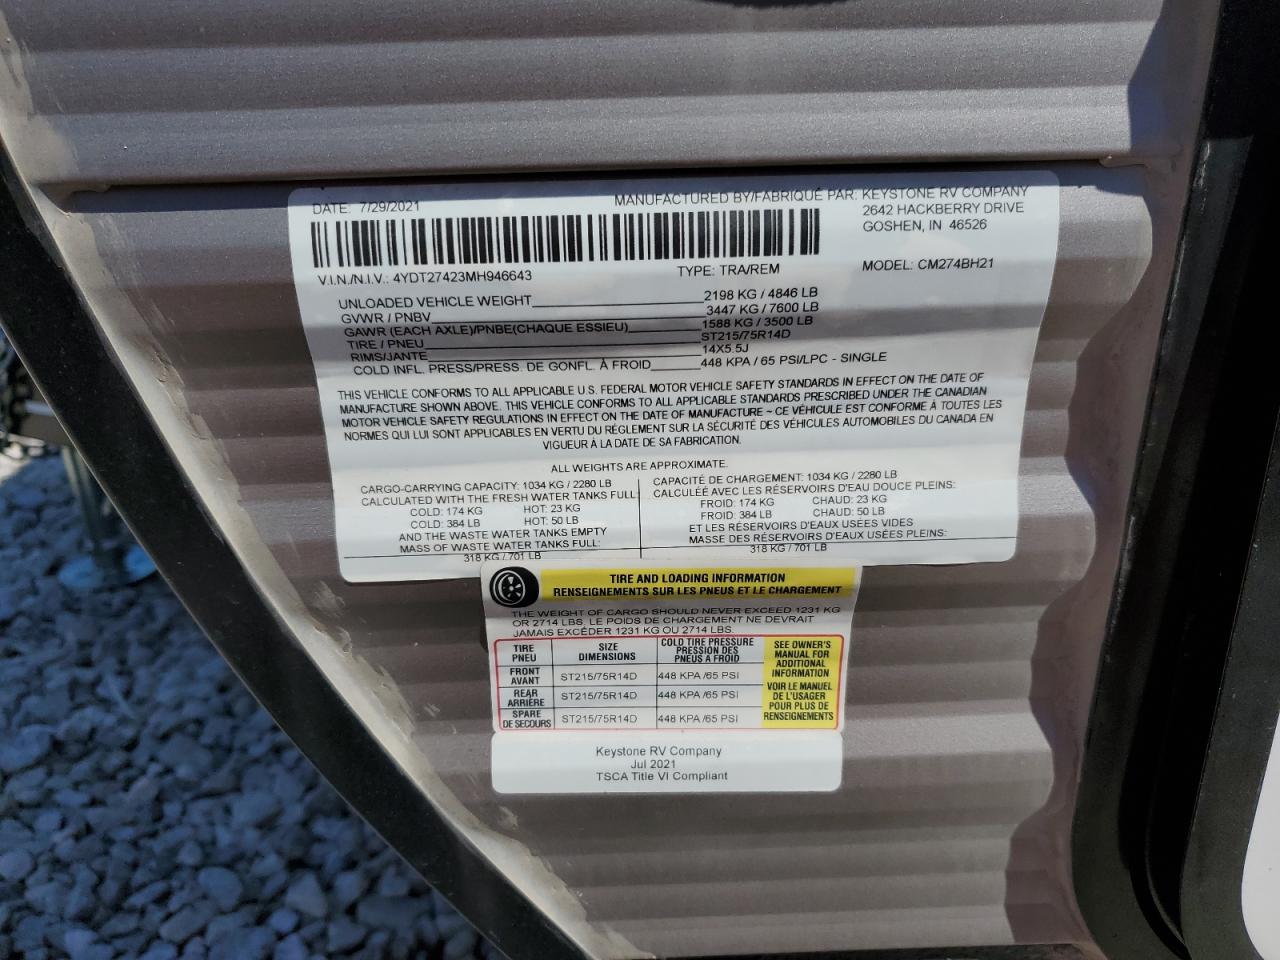 DATE: 7/29/2021
MANUFACTURED BY/FABRIQUÉ PAR: KEYSTONE RV COMPANY
2642 HACKBERRY DRIVE
GOSHEN, IN 46526
V.I.N./N.I.V.: 4YDT27423MH946643
TYPE: TRA/REM
MODEL: CM274BH21
UNLOADED VEHICLE WEIGHT 2198 KG / 4846 LB
GVWR / PNBV 3447 KG / 7600 LB
GAWR (EACH AXLE)/PNBE(CHAQUE ESSIEU) 1588 KG / 3500 LB
TIRE / PNEU ST215/75R14D
RIMS/JANTE 14X5.5J
COLD INFL. PRESS/PRESS. DE GONFL. À FROID 448 KPA / 65 PSI/LPC - SINGLE
THIS VEHICLE CONFORMS TO ALL APPLICABLE U.S. FEDERAL MOTOR VEHICLE SAFETY STANDARDS IN EFFECT ON THE DATE OF
MANUFACTURE SHOWN ABOVE. THIS VEHICLE CONFORMS TO ALL APPLICABLE STANDARDS PRESCRIBED UNDER THE CANADIAN
MOTOR VEHICLE SAFETY REGULATIONS IN EFFECT ON THE DATE OF MANUFACTURE ~ CE VÉHICULE EST CONFORME À TOUTES LES
NORMES QUI LUI SONT APPLICABLES EN VERTU DU RÉGLEMENT SUR LA SÉCURITÉ DES VÉHICULES AUTOMOBILES DU CANADA EN
VIGUEUR À LA DATE DE SA FABRICATION.
ALL WEIGHTS ARE APPROXIMATE.
CARGO-CARRYING CAPACITY: 1034 KG / 2280 LB
CALCULATED WITH THE FRESH WATER TANKS FULL
COLD: 174 KG HOT: 23 KG
COLD: 384 LB HOT: 50 LB
AND THE WASTE WATER TANKS EMPTY
MASS OF WASTE WATER TANKS FULL:
318 KG / 701 LB
CAPACITÉ DE CHARGEMENT: 1034 KG / 2280 LB
CALCULÉE AVEC LES RÉSERVOIRS D'EAU DOUCE PLEINS:
FROID: 174 KG CHAUD: 23 KG
FROID: 384 LB CHAUD: 50 LB
ET LES RÉSERVOIRS D'EAUX USÉES VIDES
MASSE DES RÉSERVOIRS D'EAUX USÉES PLEINS:
318 KG / 701 LB
TIRE AND LOADING INFORMATION
RENSEIGNEMENTS SUR LES PNEUS ET LE CHARGEMENT
THE WEIGHT OF CARGO SHOULD NEVER EXCEED 1231 KG
OR 2714 LBS. LE POIDS DE CHARGEMENT NE DEVRAIT
JAMAIS EXCÉDER 1231 KG OU 2714 LBS.
TIRE SIZE COLD TIRE PRESSURE
PNEU DIMENSIONS PRESSION DES
PNEUS A FROID
FRONT
AVANT ST215/75R14D 448 KPA /65 PSI
REAR
ARRIÈRE ST215/75R14D 448 KPA /65 PSI
SPARE
DE SECOURS ST215/75R14D 448 KPA /65 PSI
SEE OWNER'S
MANUAL FOR
ADDITIONAL
INFORMATION
VOIR LE MANUEL
DE L'USAGER
POUR PLUS DE
RENSEIGNEMENTS
Keystone RV Company
Jul 2021
TSCA Title VI Compliant